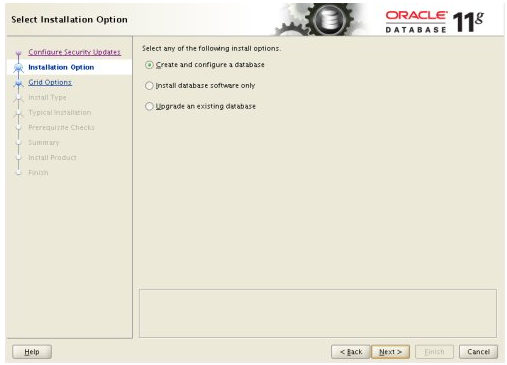 Select Installation Option
ORACLE
DATABASE 11g
Configure Security Updates
Installation Option
Grid Options
Install Type
Typical Installation
Prerequisite Checks
Summary
Install Product
Finish
Select any of the following install options.
Create and configure a database
Install database software only
Upgrade an existing database
Help
< Back
Next >
Finish
Cancel